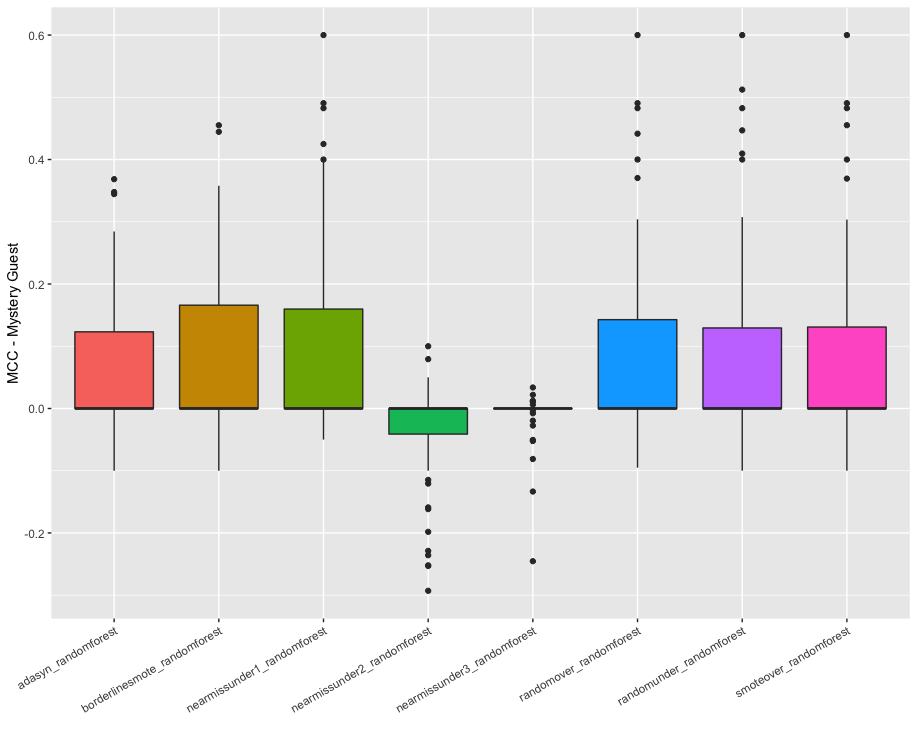 MCC - Mystery Guest
0.6
0.4
0.2
0.0
-0.2
adasyn_randomforest
borderlinesmote_randomforest
nearmissunder1_randomforest
nearmissunder2_randomforest
nearmissunder3_randomforest
randomover_randomforest
randomunder_randomforest
smoteover_randomforest